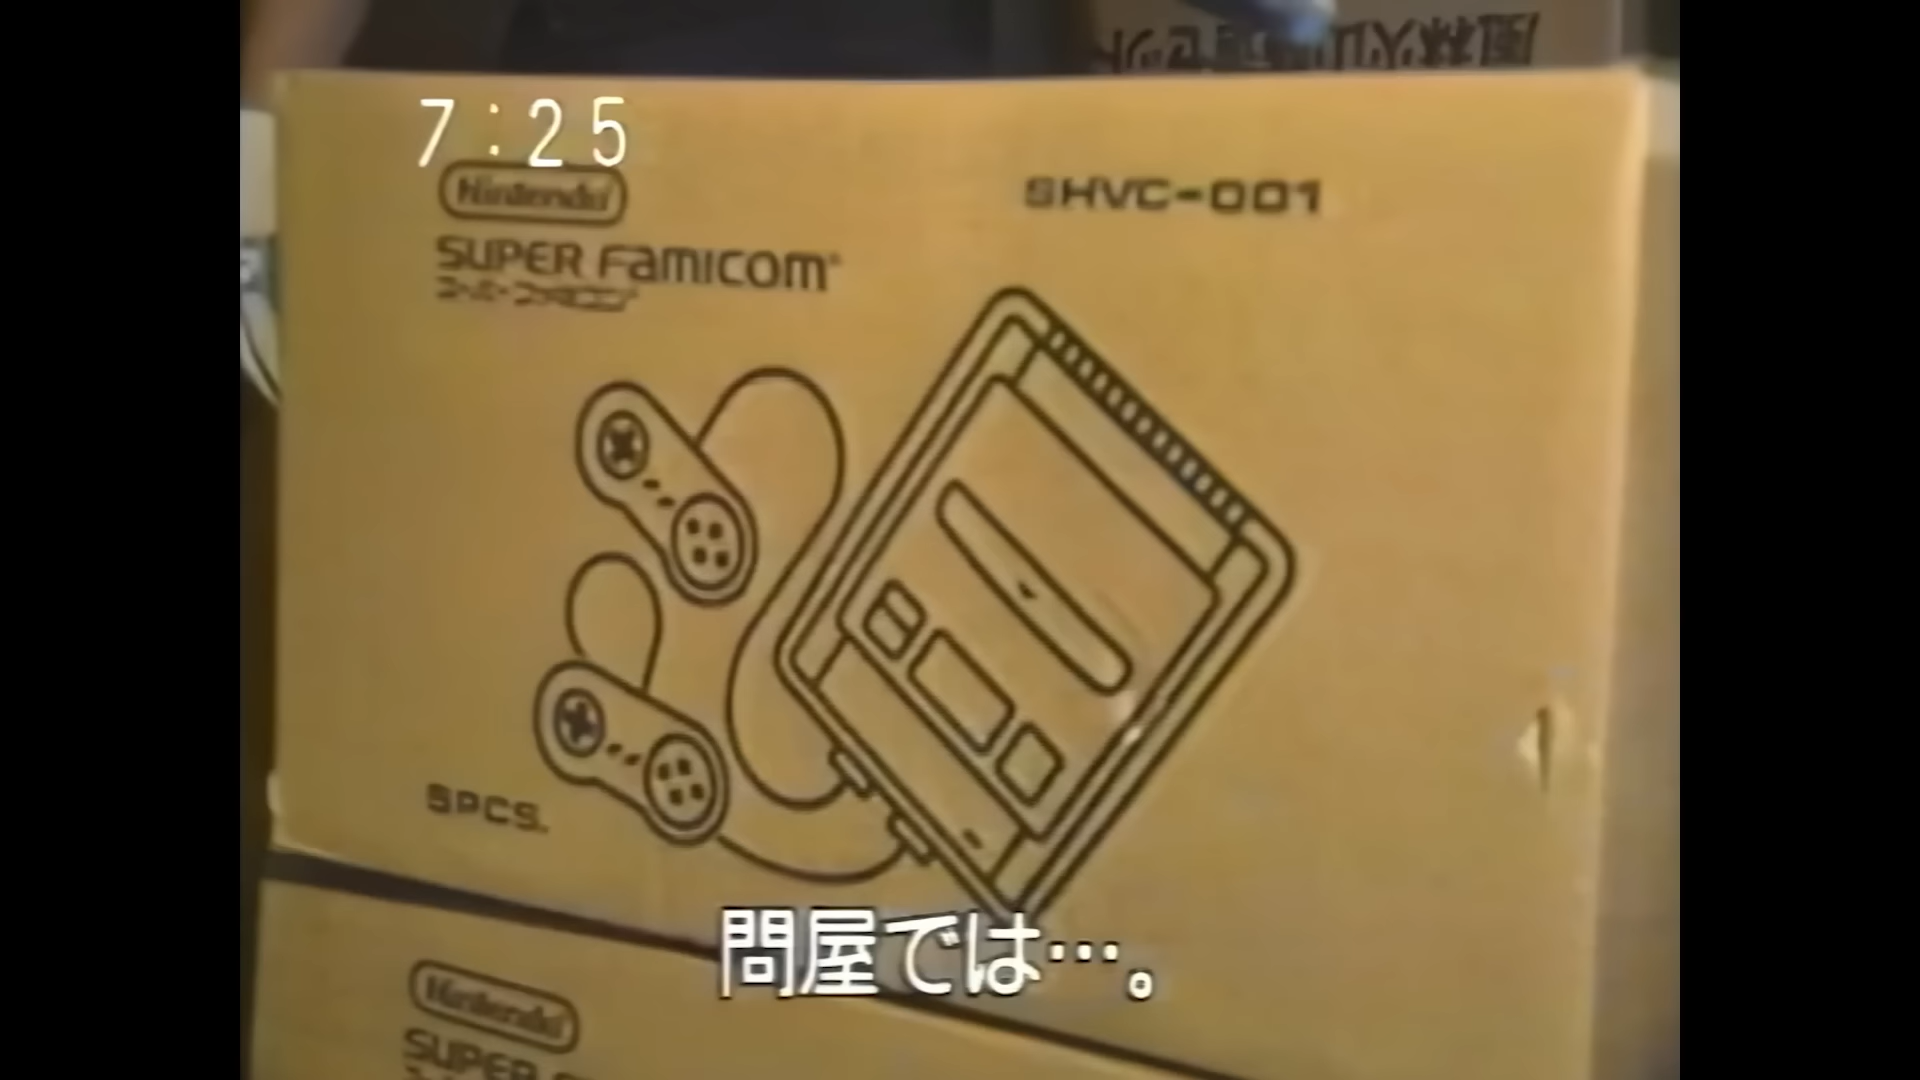 7:25
Nintendo
SHVC-001
SUPER FAMICOM
スーパーファミコン
5PCS.
問屋では…。
Nintendo
SUPER